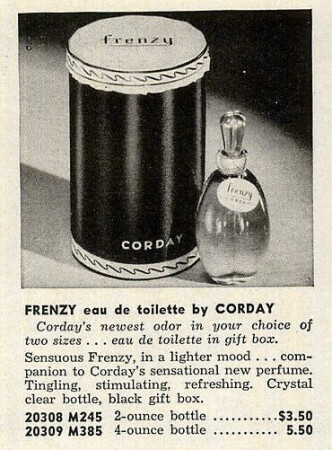 frenzy
CORDAY
frenzy
CORDAY
FRENZY eau de toilette by CORDAY
Corday's newest odor in your choice of
two sizes . . . eau de toilette in gift box.
Sensuous Frenzy, in a lighter mood . . . com-
panion to Corday's sensational new perfume.
Tingling, stimulating, refreshing. Crystal
clear bottle, black gift box.
20308 M245 2-ounce bottle ...........$3.50
20309 M385 4-ounce bottle ........... 5.50